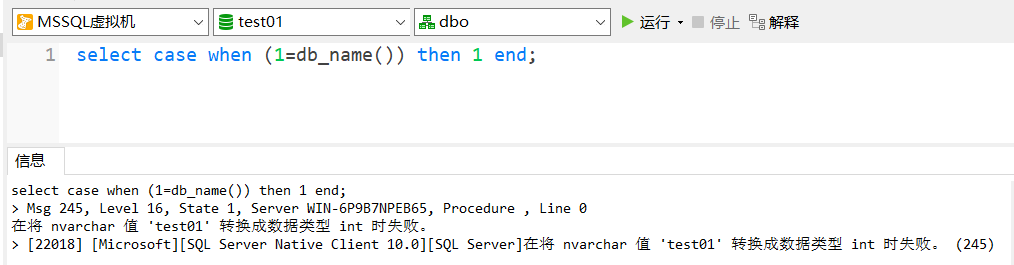 MSSQL虚拟机 test01 dbo 运行 停止 解释
1 select case when (1=db_name()) then 1 end;
信息
select case when (1=db_name()) then 1 end;
> Msg 245, Level 16, State 1, Server WIN-6P9B7NPEB65, Procedure , Line 0
在将 nvarchar 值 'test01' 转换成数据类型 int 时失败。
> [22018] [Microsoft][SQL Server Native Client 10.0][SQL Server]在将 nvarchar 值 'test01' 转换成数据类型 int 时失败。 (245)